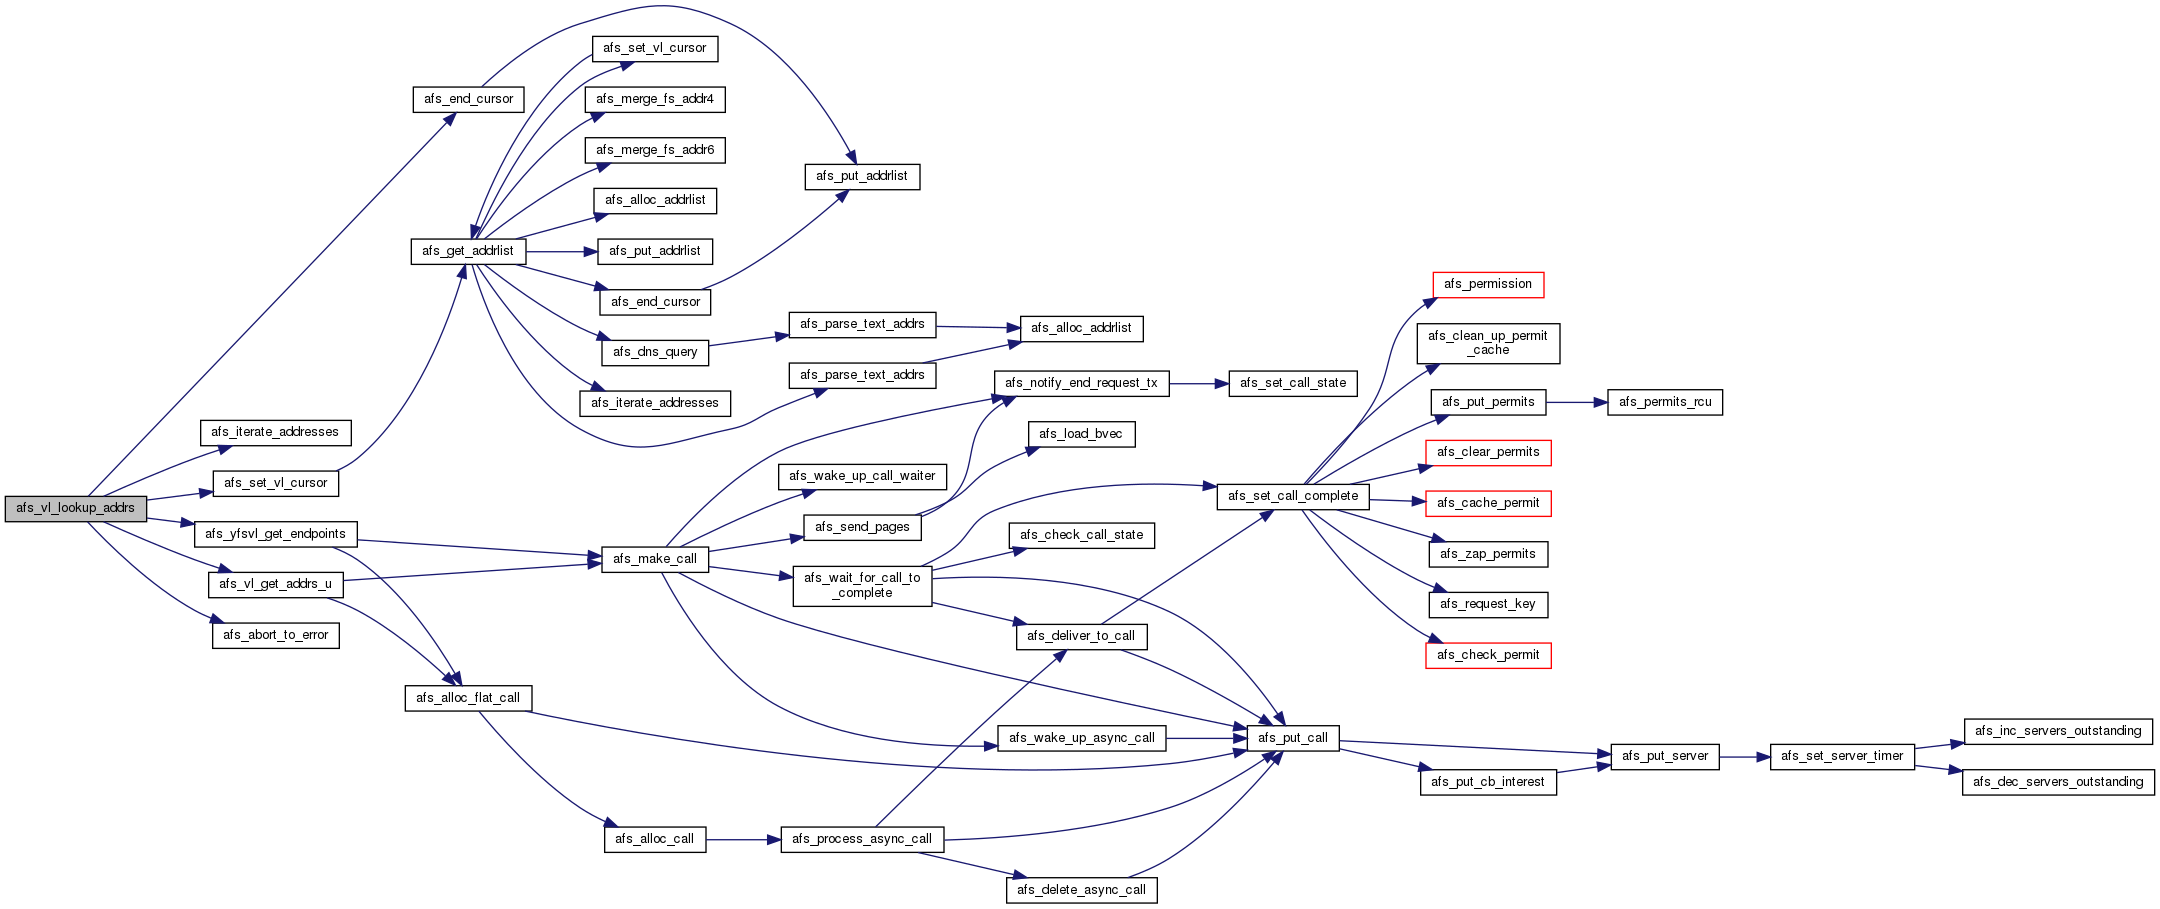 afs_set_vl_cursor
afs_end_cursor
afs_merge_fs_addr4
afs_merge_fs_addr6
afs_put_addrlist
afs_alloc_addrlist
afs_get_addrlist
afs_put_addrlist
afs_end_cursor
afs_permission
afs_parse_text_addrs
afs_alloc_addrlist
afs_clean_up_permit
_cache
afs_dns_query
afs_parse_text_addrs
afs_notify_end_request_tx
afs_set_call_state
afs_iterate_addresses
afs_put_permits
afs_permits_rcu
afs_iterate_addresses
afs_load_bvec
afs_clear_permits
afs_set_vl_cursor
afs_wake_up_call_waiter
afs_set_call_complete
afs_cache_permit
afs_vl_lookup_addrs
afs_yfsvl_get_endpoints
afs_send_pages
afs_check_call_state
afs_make_call
afs_zap_permits
afs_vl_get_addrs_u
afs_wait_for_call_to
_complete
afs_request_key
afs_abort_to_error
afs_deliver_to_call
afs_check_permit
afs_alloc_flat_call
afs_wake_up_async_call
afs_put_call
afs_inc_servers_outstanding
afs_put_server
afs_set_server_timer
afs_put_cb_interest
afs_dec_servers_outstanding
afs_alloc_call
afs_process_async_call
afs_delete_async_call